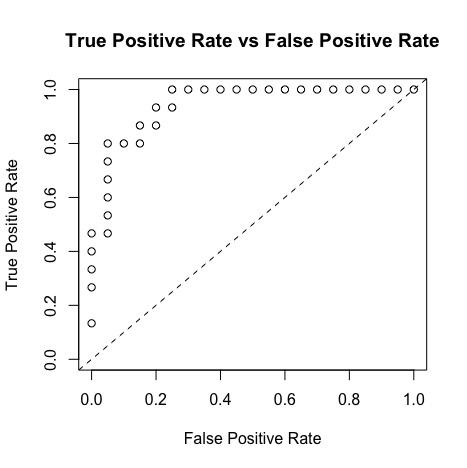 True Positive Rate vs False Positive Rate
True Positive Rate
1.0
0.8
0.6
0.4
0.2
0.0
0.0 0.2 0.4 0.6 0.8 1.0
False Positive Rate